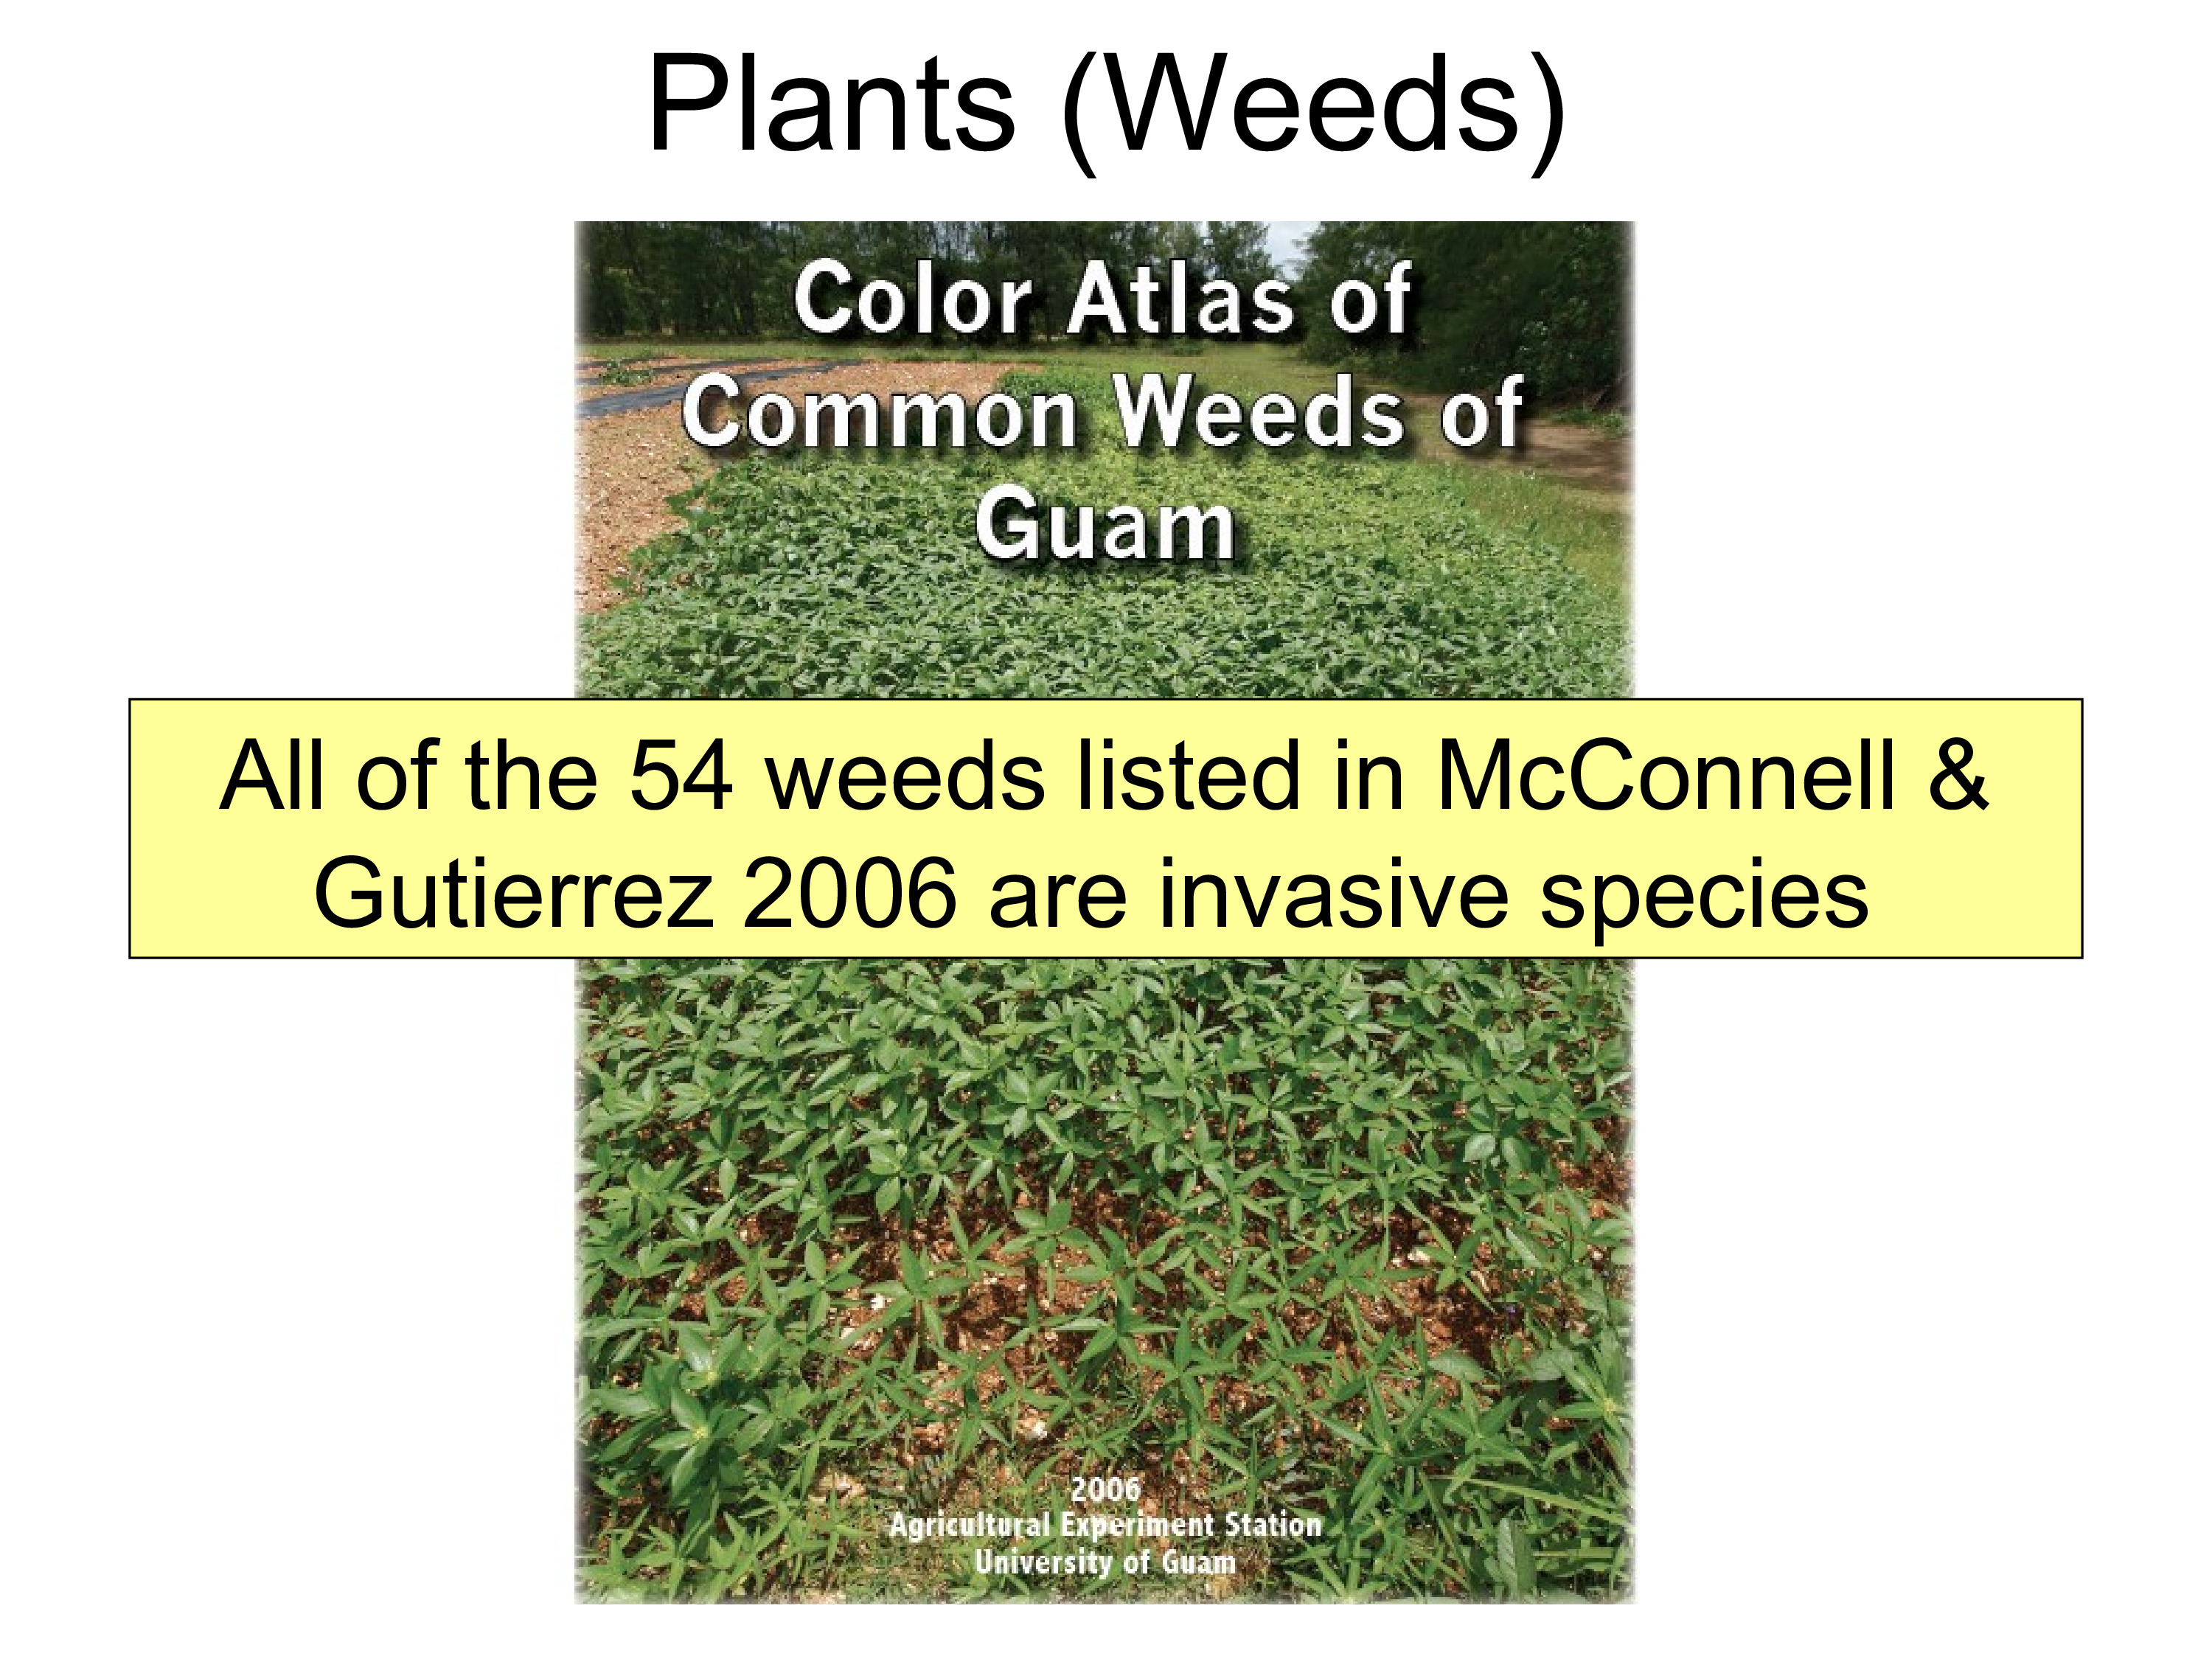 Plants (Weeds)
Color Atlas of
Common Weeds of
Guam
All of the 54 weeds listed in McConnell &
Gutierrez 2006 are invasive species
2006
Agricultural Experiment Station
University of Guam